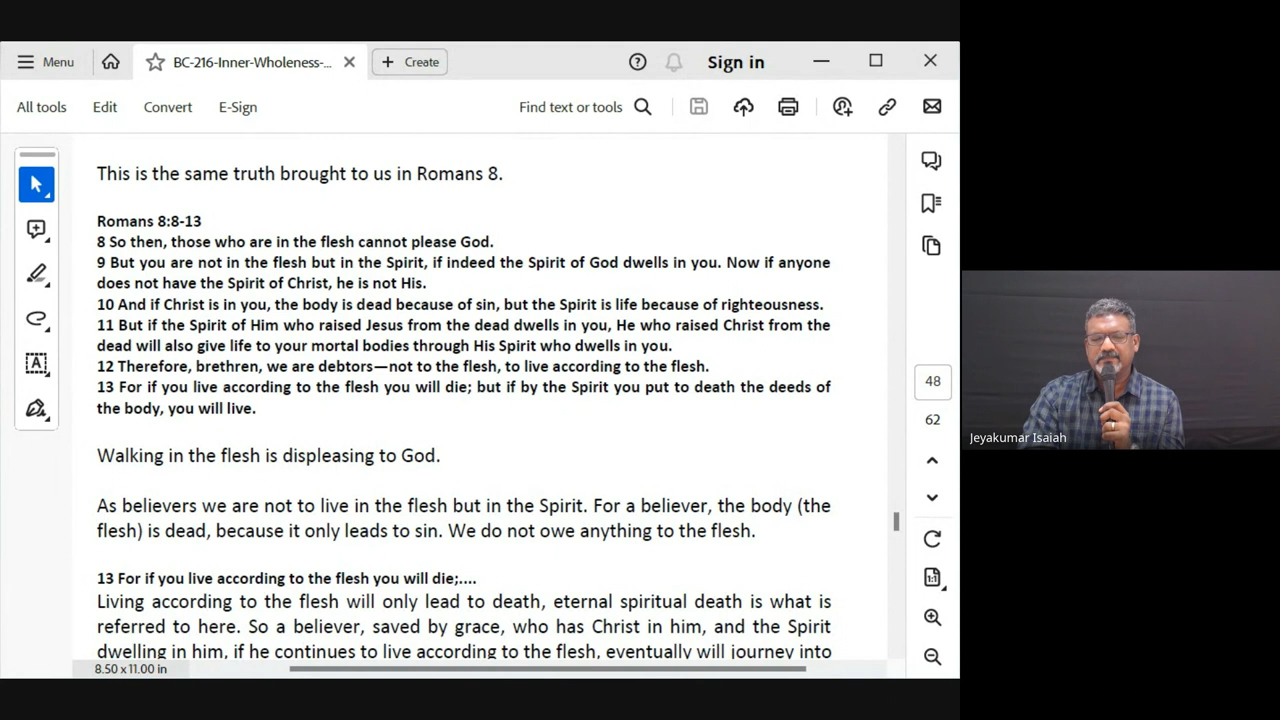 Menu
BC-216-Inner-Wholeness-...
Create
Sign in
All tools
Edit
Convert
E-Sign
Find text or tools
This is the same truth brought to us in Romans 8.
Romans 8:8-13
8 So then, those who are in the flesh cannot please God.
9 But you are not in the flesh but in the Spirit, if indeed the Spirit of God dwells in you. Now if anyone
does not have the Spirit of Christ, he is not His.
10 And if Christ is in you, the body is dead because of sin, but the Spirit is life because of righteousness.
11 But if the Spirit of Him who raised Jesus from the dead dwells in you, He who raised Christ from the
dead will also give life to your mortal bodies through His Spirit who dwells in you.
12 Therefore, brethren, we are debtors—not to the flesh, to live according to the flesh.
13 For if you live according to the flesh you will die; but if by the Spirit you put to death the deeds of
the body, you will live.
Walking in the flesh is displeasing to God.
As believers we are not to live in the flesh but in the Spirit. For a believer, the body (the
flesh) is dead, because it only leads to sin. We do not owe anything to the flesh.
13 For if you live according to the flesh you will die;....
Living according to the flesh will only lead to death, eternal spiritual death is what is
referred to here. So a believer, saved by grace, who has Christ in him, and the Spirit
dwelling in him, if he continues to live according to the flesh, eventually will journey into
8.50 x 11.00 in
48
62
1:1
Jeyakumar Isaiah